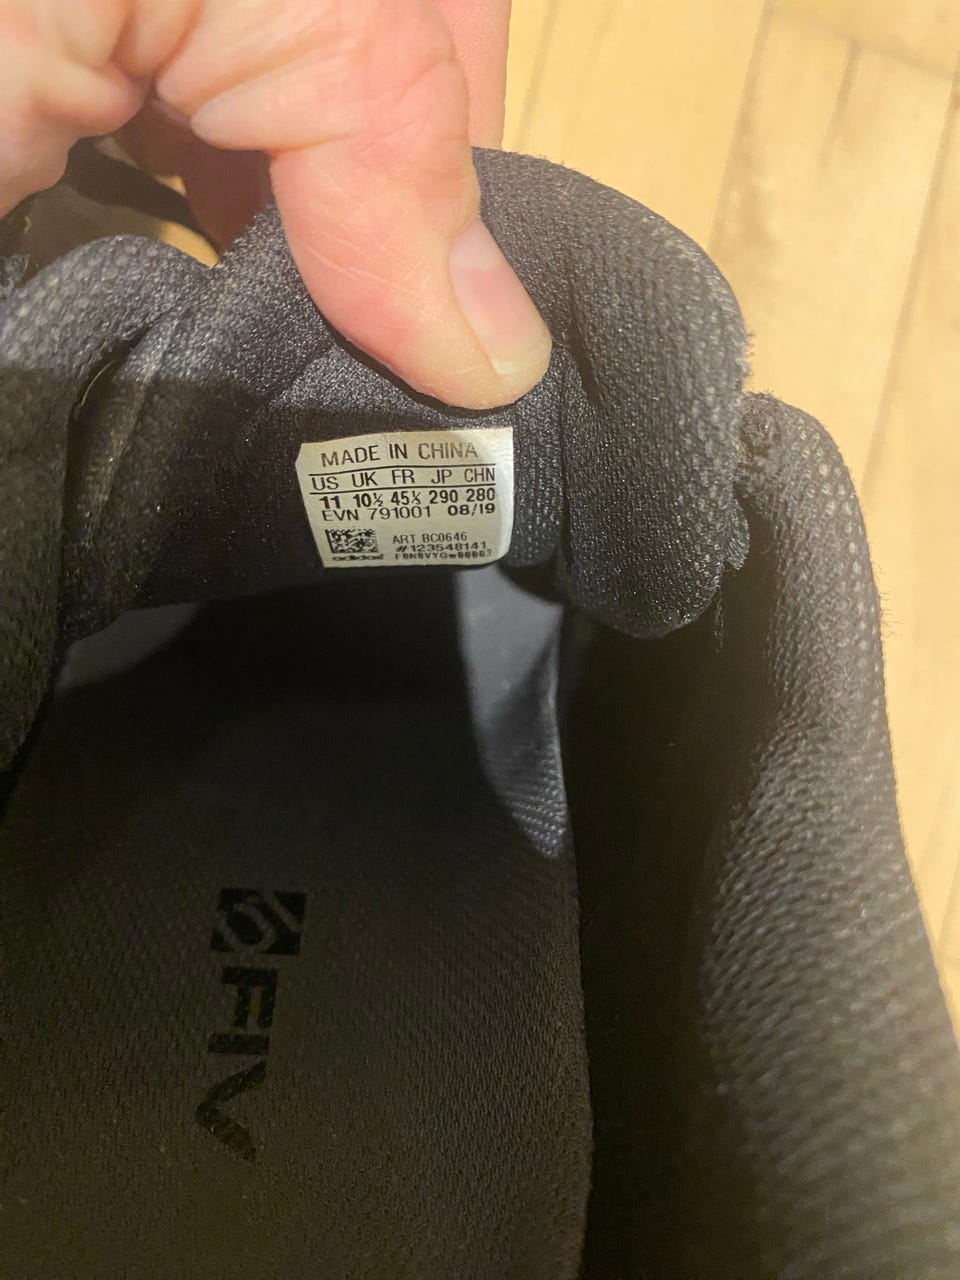 MADE IN CHINA
US UK FR JP CHN
11 10½ 45⅓ 290 280
EVN 791001 08/19
ART BC0646
#123548141
adidas
FIV